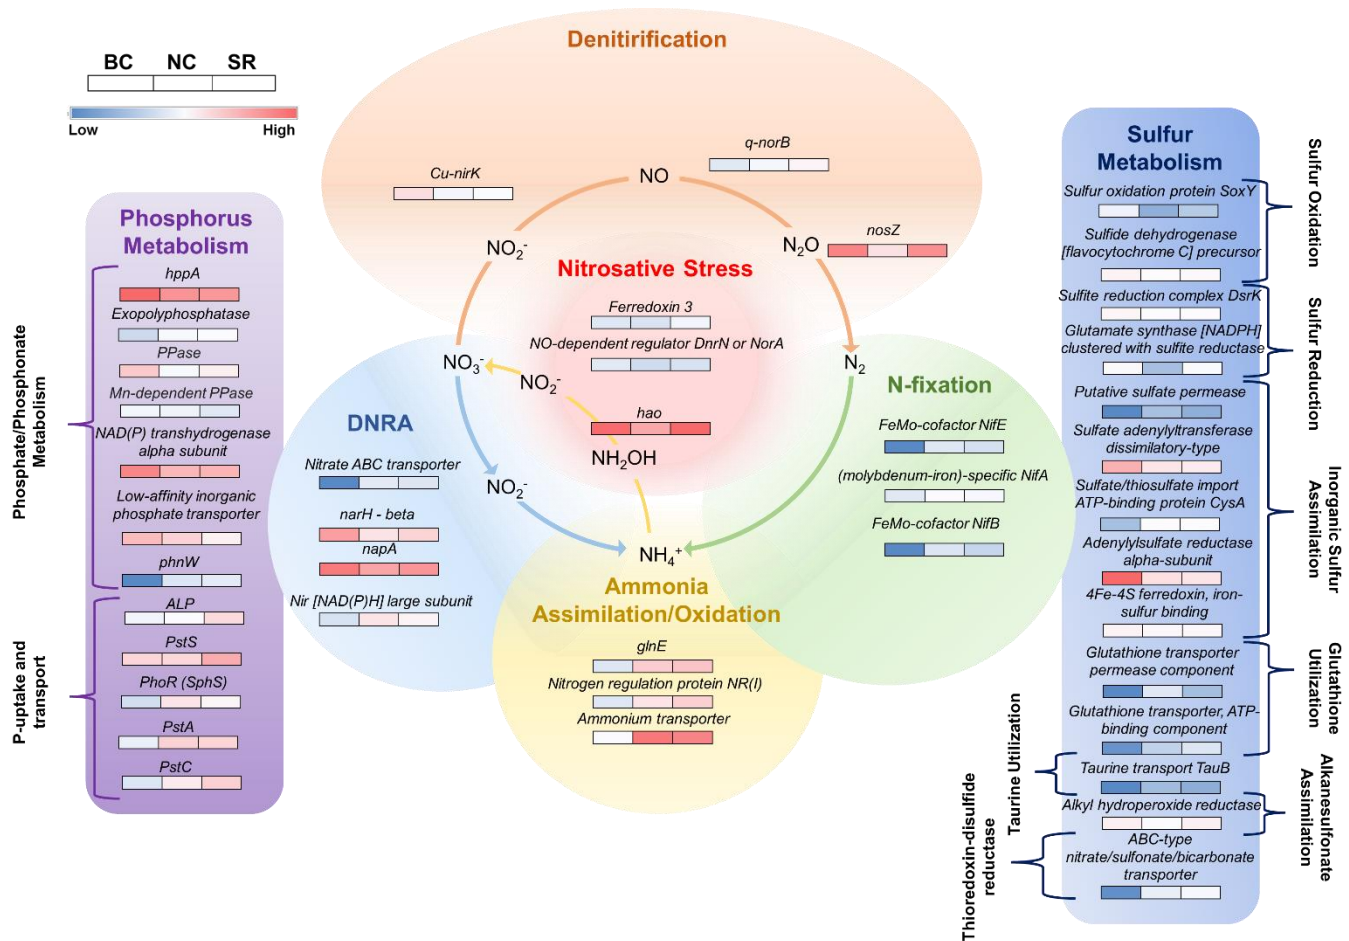 Denitirification
BC NC SR
Low High
q-norB
Cu-nirK
NO
NO₂⁻
N₂O
nosZ
Nitrosative Stress
Ferredoxin 3
NO-dependent regulator DnrN or NorA
NO₃⁻
NO₂⁻
N₂
hao
NH₂OH
DNRA
Nitrate ABC transporter
narH - beta
napA
Nir [NAD(P)H] large subunit
NO₂⁻
NH₄⁺
N-fixation
FeMo-cofactor NifE
(molybdenum-iron)-specific NifA
FeMo-cofactor NifB
Ammonia
Assimilation/Oxidation
glnE
Nitrogen regulation protein NR(I)
Ammonium transporter
Phosphorus
Metabolism
hppA
Exopolyphosphatase
PPase
Mn-dependent PPase
NAD(P) transhydrogenase
alpha subunit
Low-affinity inorganic
phosphate transporter
phnW
ALP
PstS
PhoR (SphS)
PstA
PstC
Phosphate/Phosphonate
Metabolism
P-uptake and
transport
Sulfur
Metabolism
Sulfur oxidation protein SoxY
Sulfide dehydrogenase
[flavocytochrome C] precursor
Sulfite reduction complex DsrK
Glutamate synthase [NADPH]
clustered with sulfite reductase
Putative sulfate permease
Sulfate adenylyltransferase
dissimilatory-type
Sulfate/thiosulfate import
ATP-binding protein CysA
Adenylylsulfate reductase
alpha-subunit
4Fe-4S ferredoxin, iron-
sulfur binding
Glutathione transporter
permease component
Glutathione transporter, ATP-
binding component
Taurine transport TauB
Alkyl hydroperoxide reductase
ABC-type
nitrate/sulfonate/bicarbonate
transporter
Sulfur Oxidation
Sulfur Reduction
Inorganic Sulfur
Assimilation
Glutathione
Utilization
Alkanesulfonate
Assimilation
Taurine Utilization
Thioredoxin-disulfide
reductase